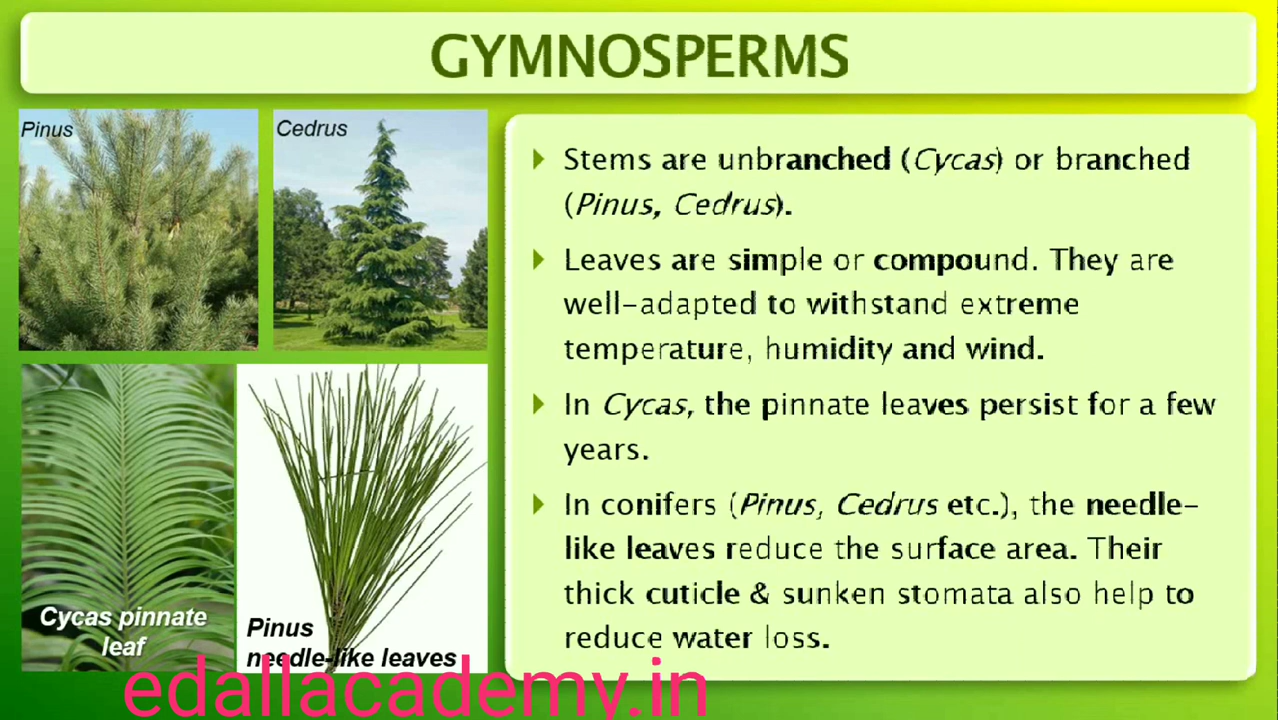 GYMNOSPERMS
Pinus
Cedrus
Stems are unbranched (Cycas) or branched
(Pinus, Cedrus).
Leaves are simple or compound. They are
well-adapted to withstand extreme
temperature, humidity and wind.
In Cycas, the pinnate leaves persist for a few
years.
In conifers (Pinus, Cedrus etc.), the needle-
like leaves reduce the surface area. Their
thick cuticle & sunken stomata also help to
reduce water loss.
Cycas pinnate
leaf
Pinus
needle-like leaves
edallacademy.in